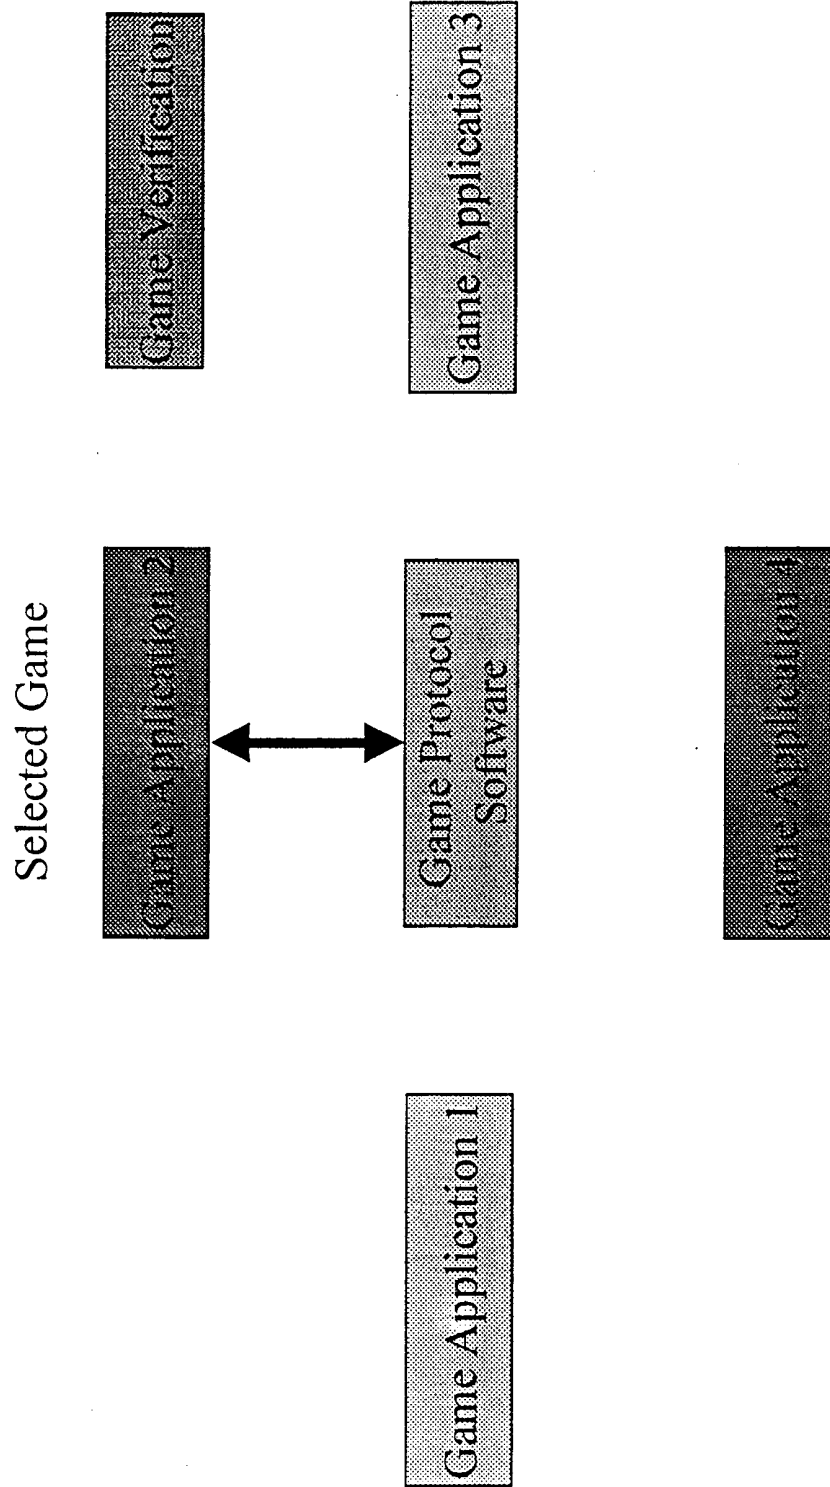 Selected Game
Game Application 2
Game Verification
Game Application 1
Game Protocol
Software
Game Application 3
Game Application 4